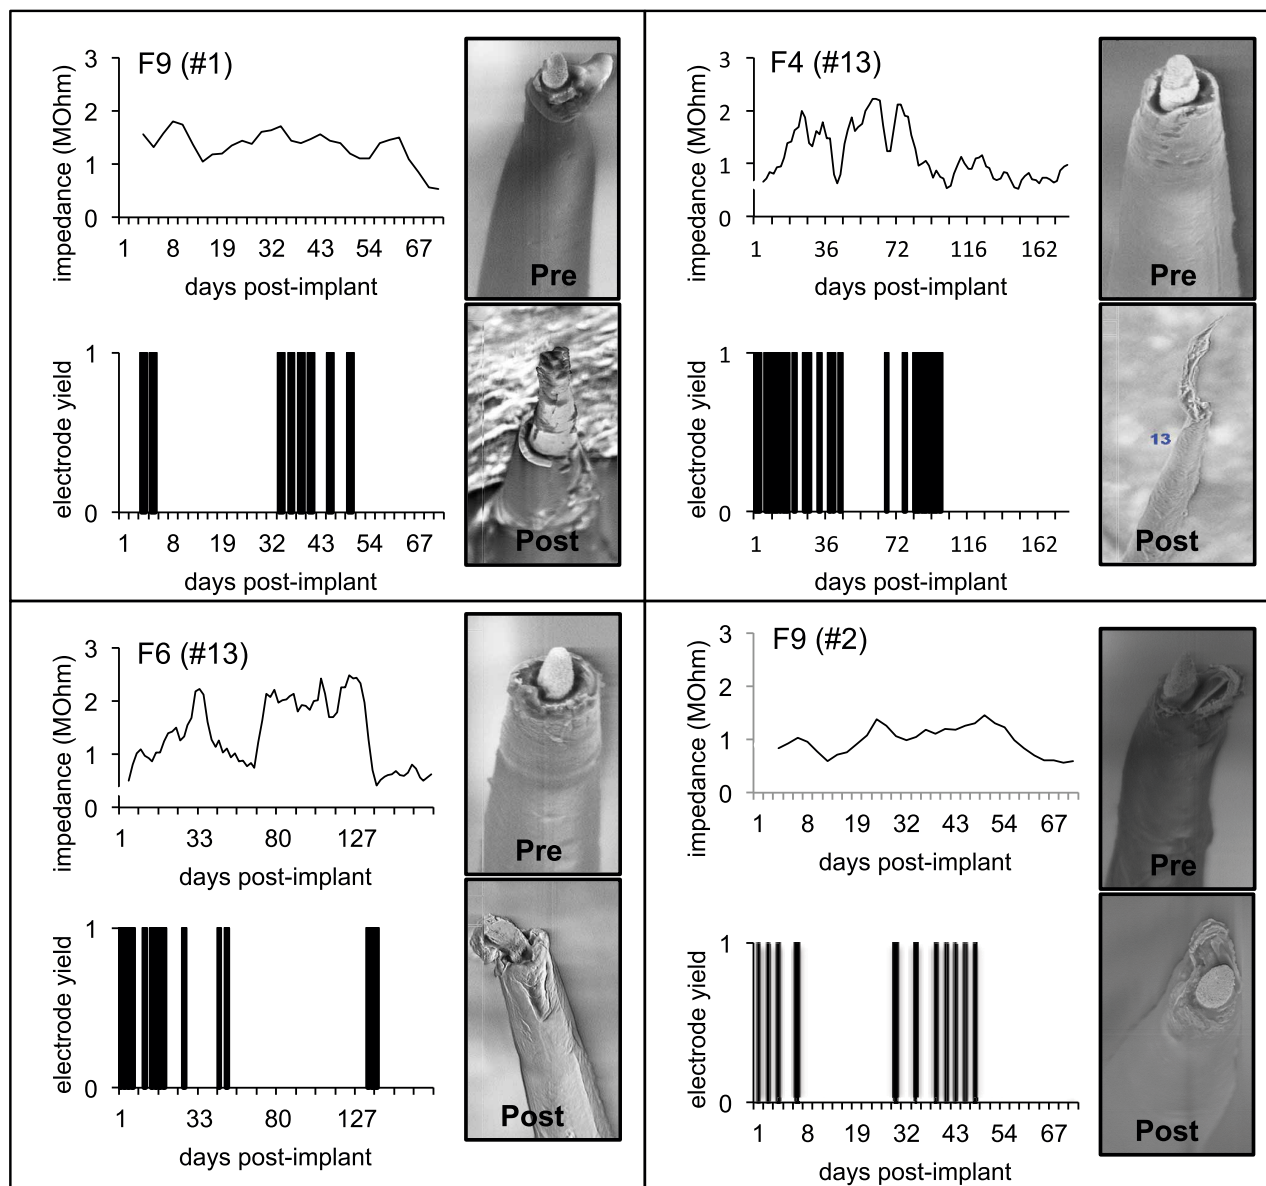 F9 (#1)
impedance (MOhm)
3
2
1
0
1 8 19 32 43 54 67
days post-implant
Pre
electrode yield
1
0
1 8 19 32 43 54 67
days post-implant
Post
F4 (#13)
impedance (MOhm)
3
2
1
0
1 36 72 116 162
days post-implant
Pre
electrode yield
1
0
1 36 72 116 162
days post-implant
13
Post
F6 (#13)
impedance (MOhm)
3
2
1
0
1 33 80 127
days post-implant
Pre
electrode yield
1
0
1 33 80 127
days post-implant
Post
F9 (#2)
impedance (MOhm)
3
2
1
0
1 8 19 32 43 54 67
days post-implant
Pre
electrode yield
1
0
1 8 19 32 43 54 67
days post-implant
Post